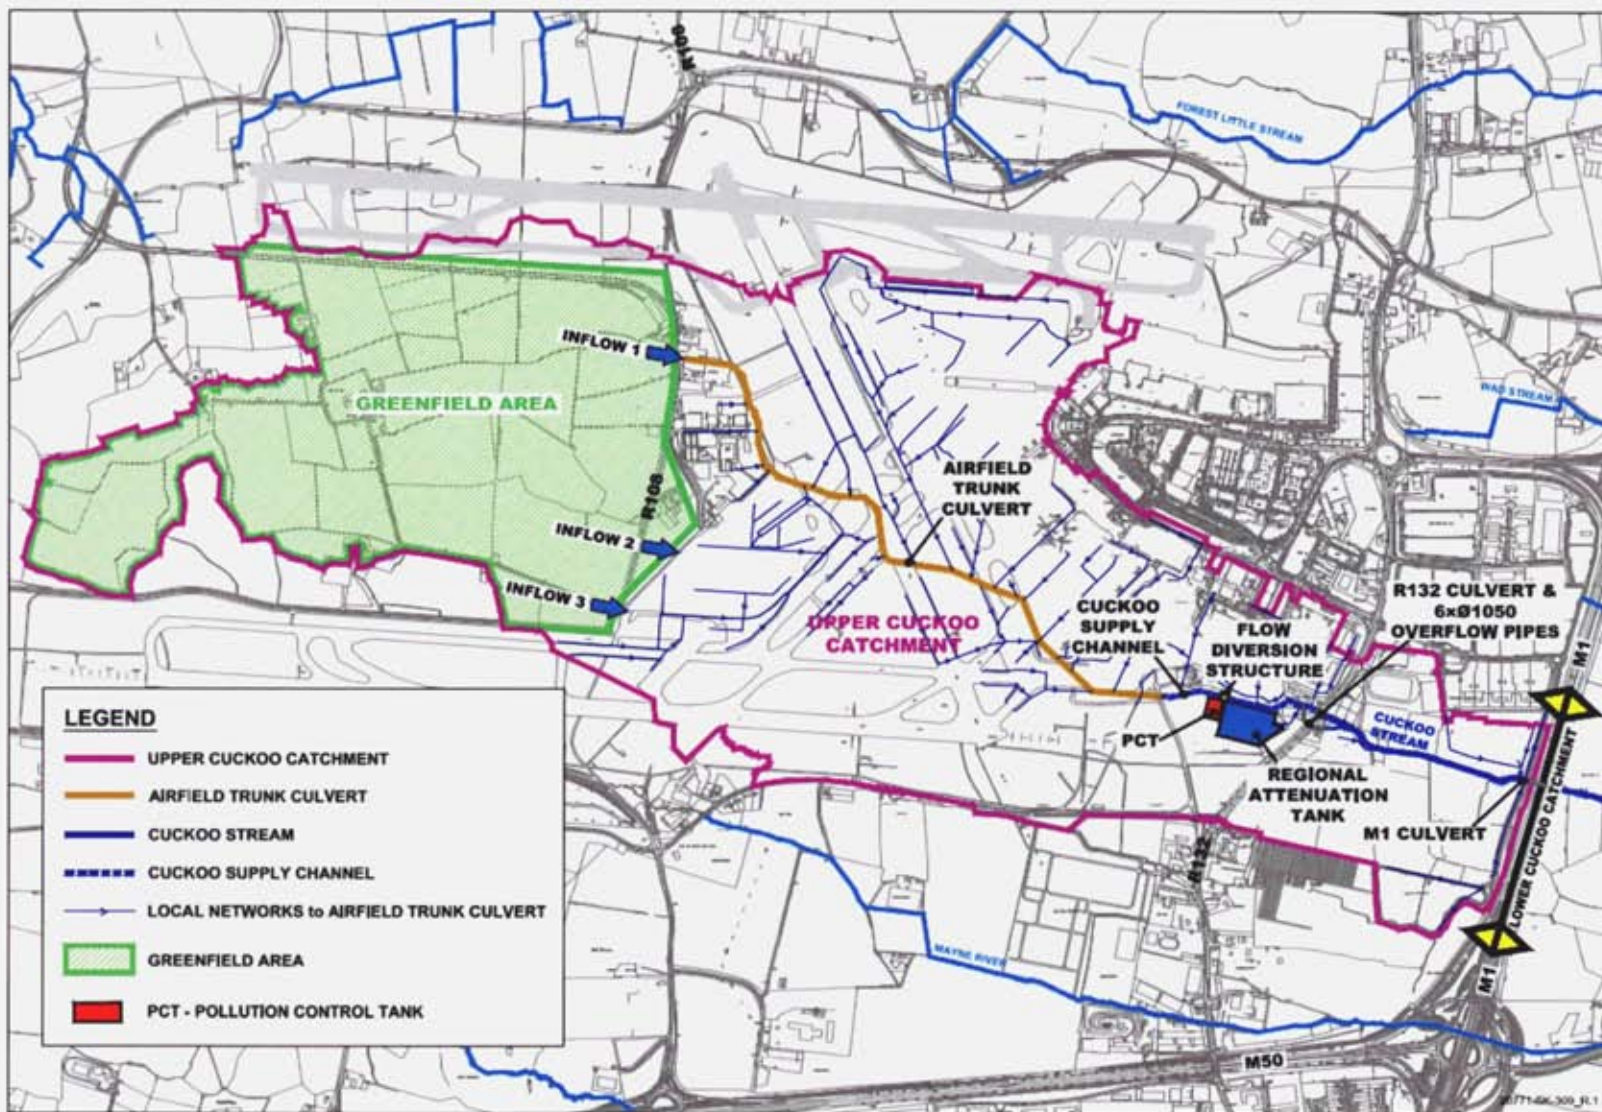 R108
FOREST LITTLE STREAM
INFLOW 1
WAD STREAM
GREENFIELD AREA
AIRFIELD
TRUNK
CULVERT
R108
INFLOW 2
INFLOW 3
R132 CULVERT &
6xØ1050
OVERFLOW PIPES
CUCKOO
SUPPLY
CHANNEL
FLOW
DIVERSION
STRUCTURE
UPPER CUCKOO
CATCHMENT
M1
PCT
CUCKOO
STREAM
REGIONAL
ATTENUATION
TANK
M1 CULVERT
LOWER CUCKOO CATCHMENT
R132
MAYNE RIVER
M1
M50
LEGEND
UPPER CUCKOO CATCHMENT
AIRFIELD TRUNK CULVERT
CUCKOO STREAM
CUCKOO SUPPLY CHANNEL
LOCAL NETWORKS to AIRFIELD TRUNK CULVERT
GREENFIELD AREA
PCT - POLLUTION CONTROL TANK